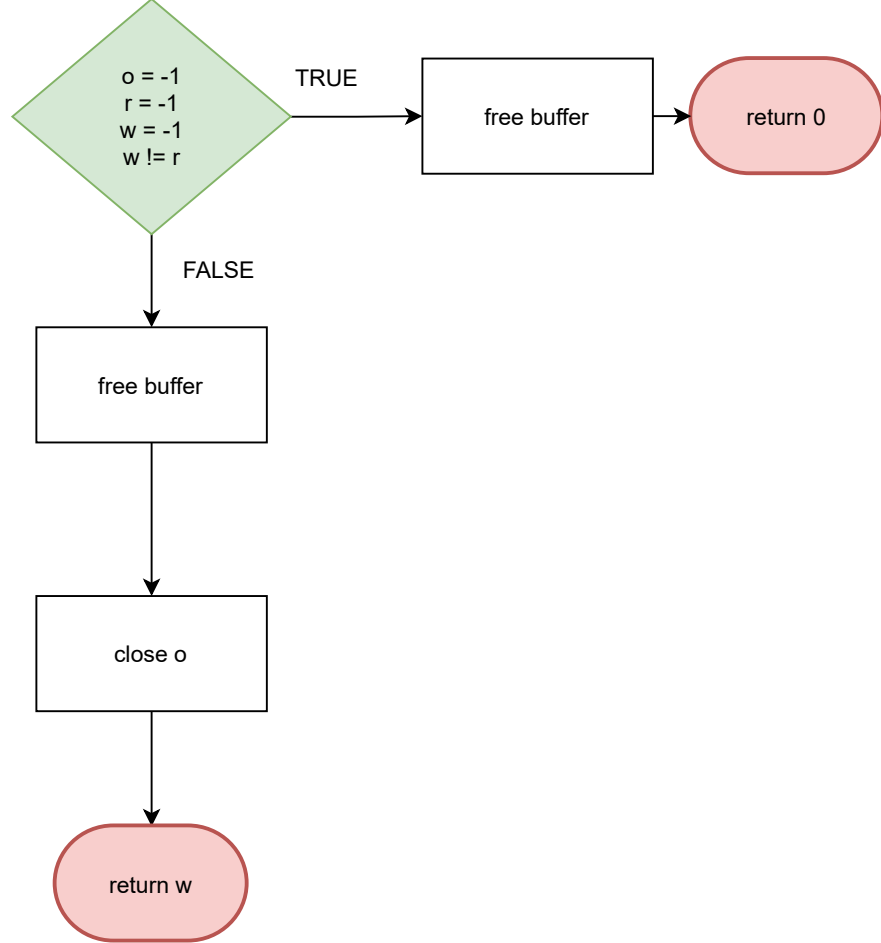 o = -1
r = -1
w = -1
w != r
TRUE
free buffer
return 0
FALSE
free buffer
close o
return w